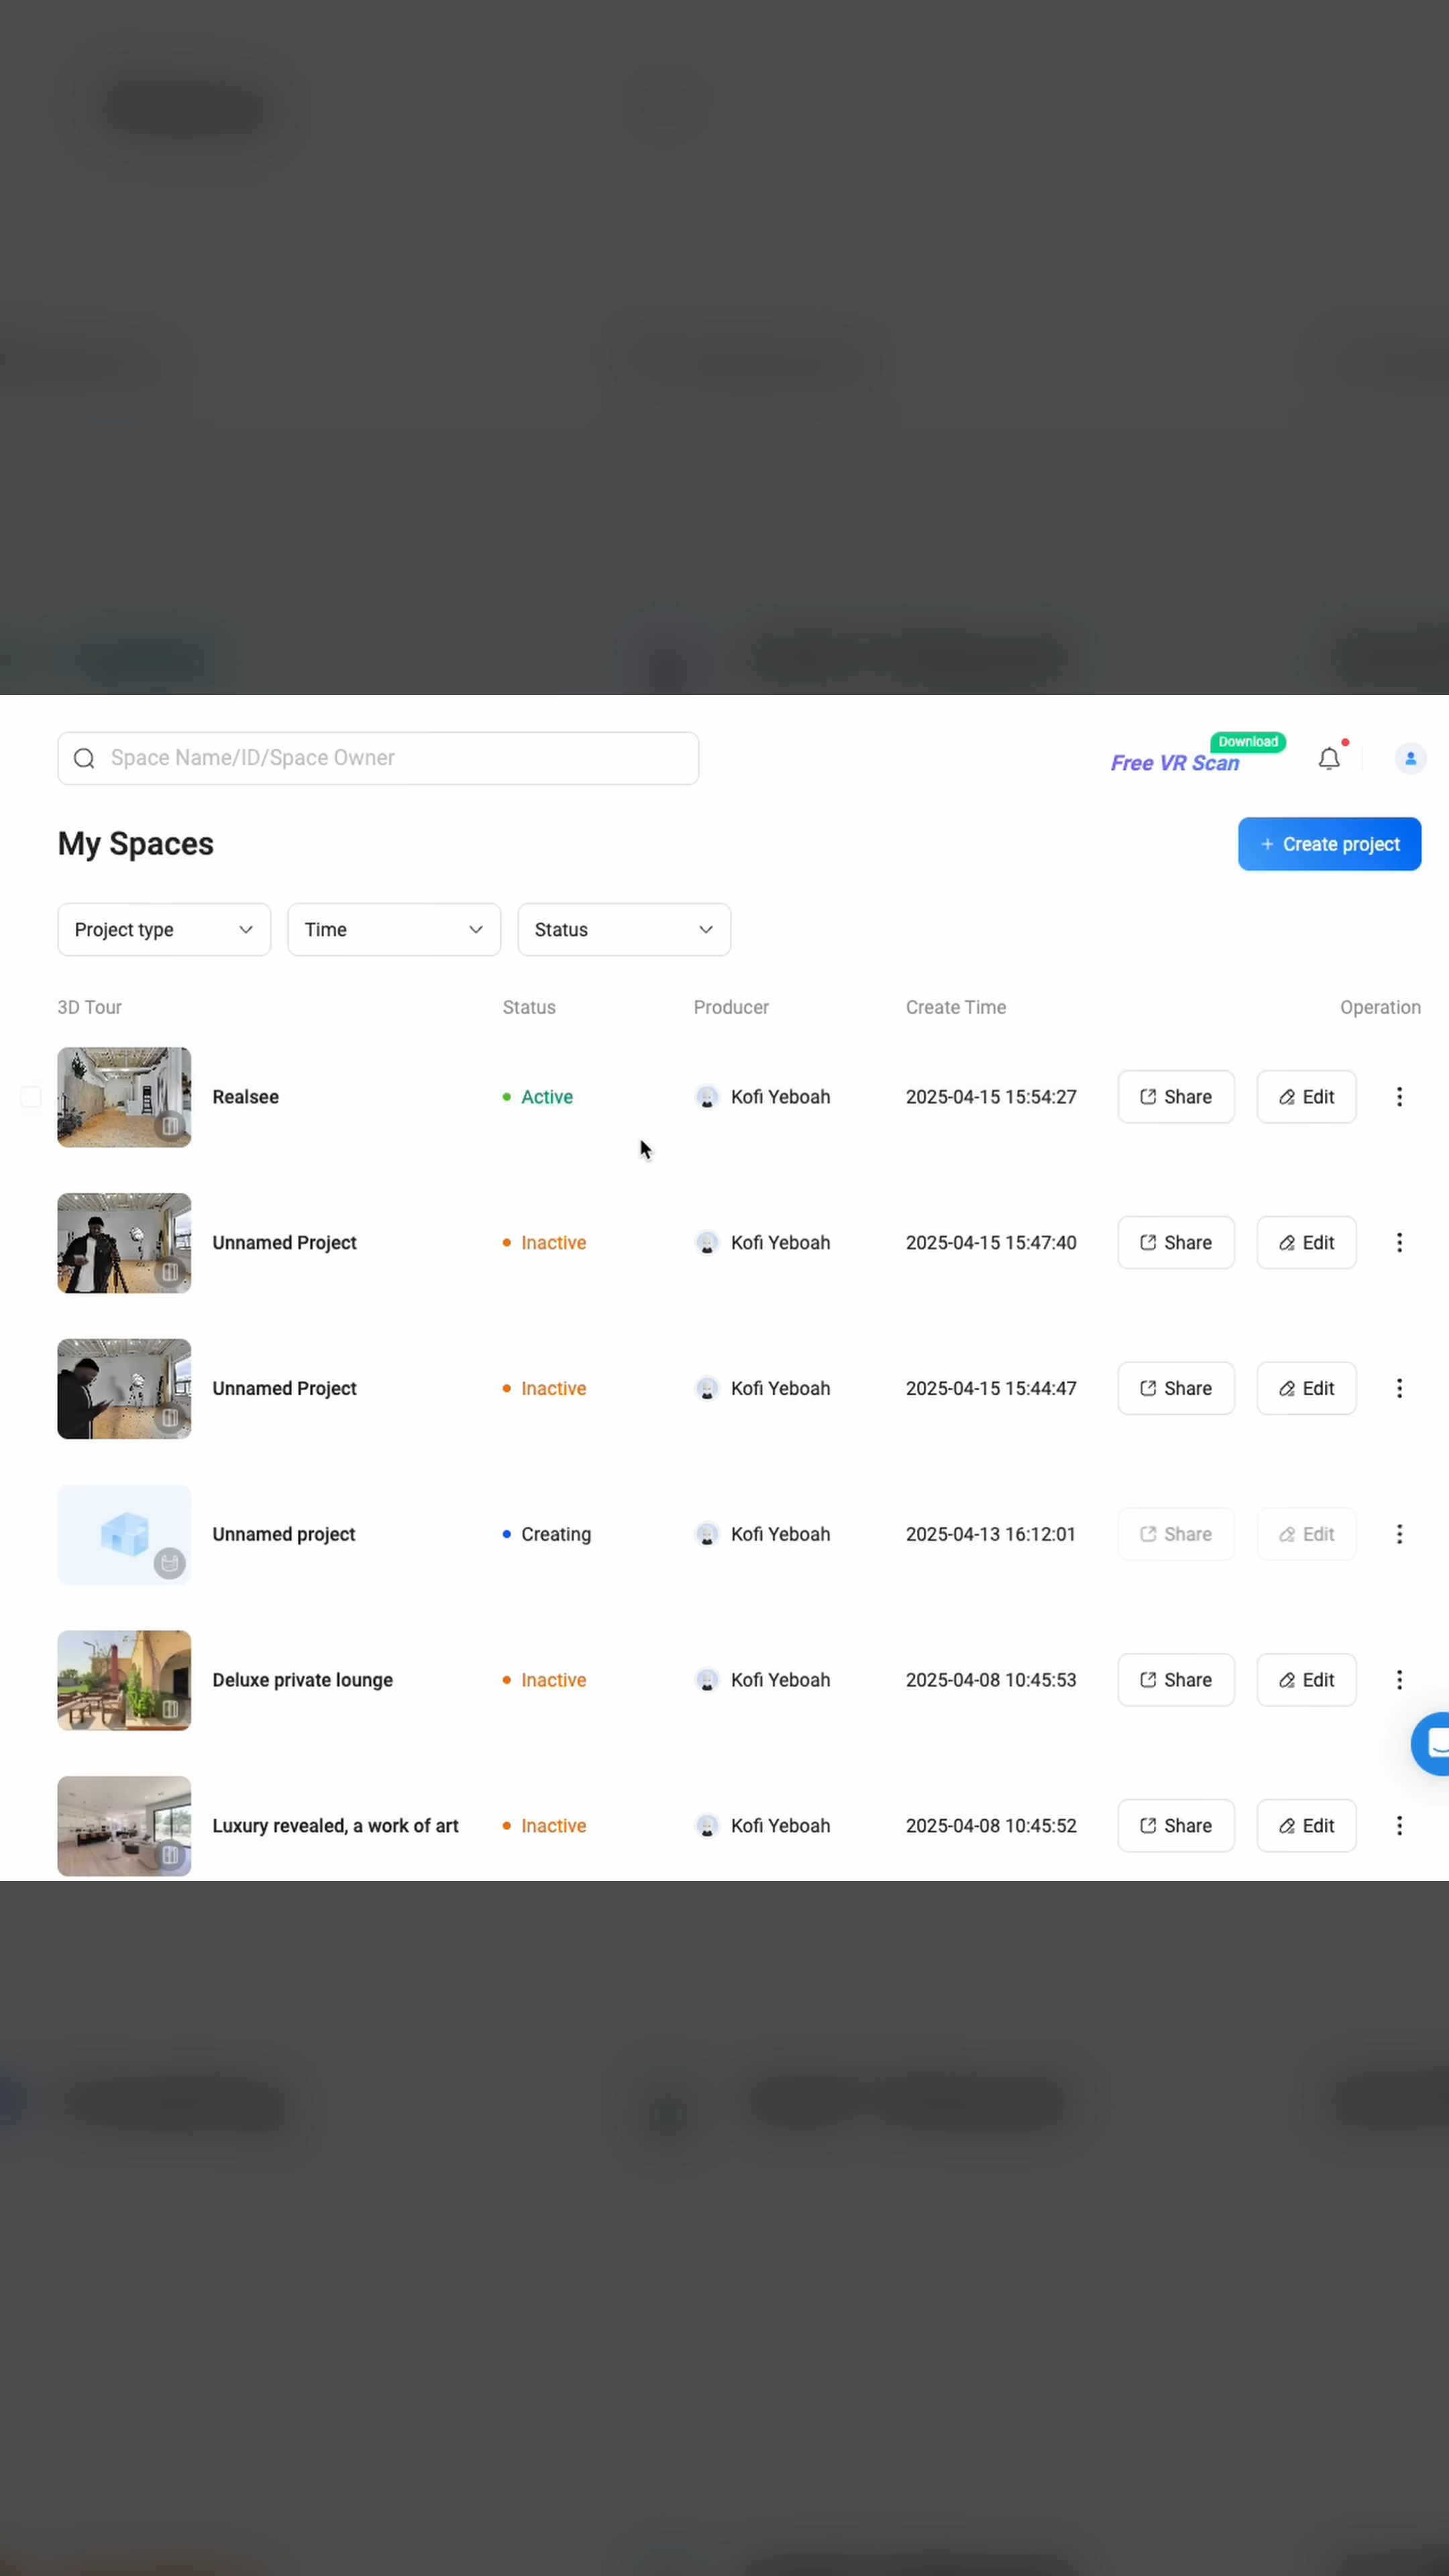 Space Name/ID/Space Owner
Download
Free VR Scan
My Spaces
+ Create project
Project type
Time
Status
3D Tour Status Producer Create Time Operation
Realsee Active Kofi Yeboah 2025-04-15 15:54:27 Share Edit
Unnamed Project Inactive Kofi Yeboah 2025-04-15 15:47:40 Share Edit
Unnamed Project Inactive Kofi Yeboah 2025-04-15 15:44:47 Share Edit
Unnamed project Creating Kofi Yeboah 2025-04-13 16:12:01 Share Edit
Deluxe private lounge Inactive Kofi Yeboah 2025-04-08 10:45:53 Share Edit
Luxury revealed, a work of art Inactive Kofi Yeboah 2025-04-08 10:45:52 Share Edit